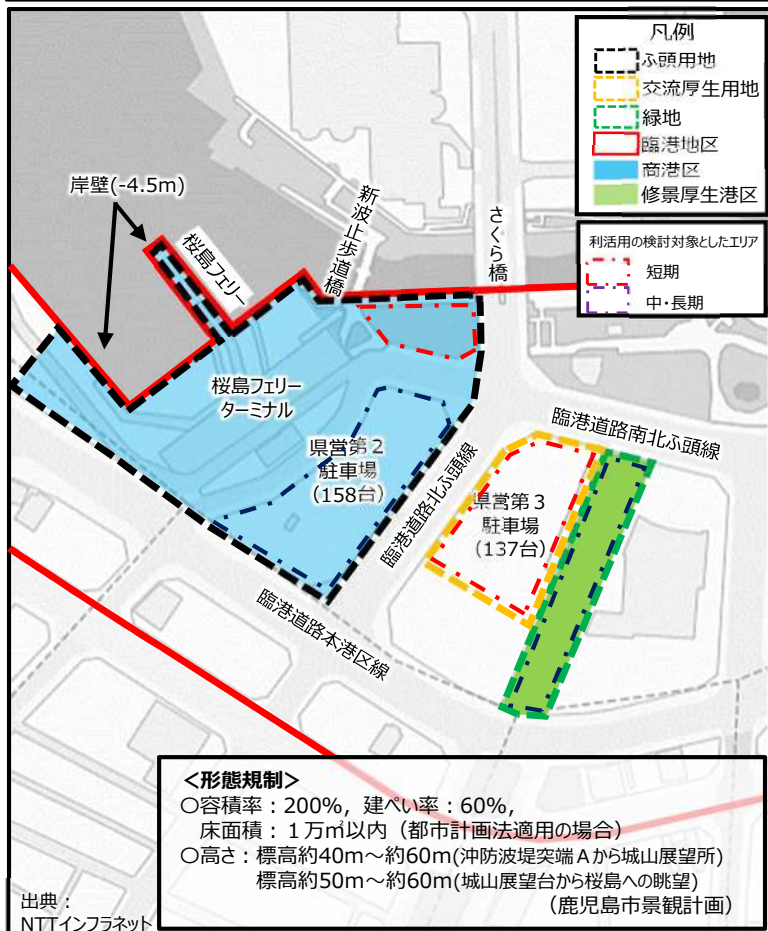 凡例
ふ頭用地
交流厚生用地
緑地
臨港地区
商港区
修景厚生港区
利活用の検討対象としたエリア
短期
中・長期
岸壁(-4.5m)
桜島フェリー
新波止歩道橋
さくら橋
桜島フェリー
ターミナル
県営第２
駐車場
(158台)
臨港道路北ふ頭線
臨港道路南北ふ頭線
県営第３
駐車場
(137台)
臨港道路本港区線
＜形態規制＞
○容積率：200%，建ぺい率：60%，
床面積：１万㎡以内（都市計画法適用の場合）
○高さ：標高約40m～約60m(沖防波堤突端Ａから城山展望所)
標高約50m～約60m(城山展望台から桜島への眺望)
（鹿児島市景観計画）
出典：
NTTインフラネット